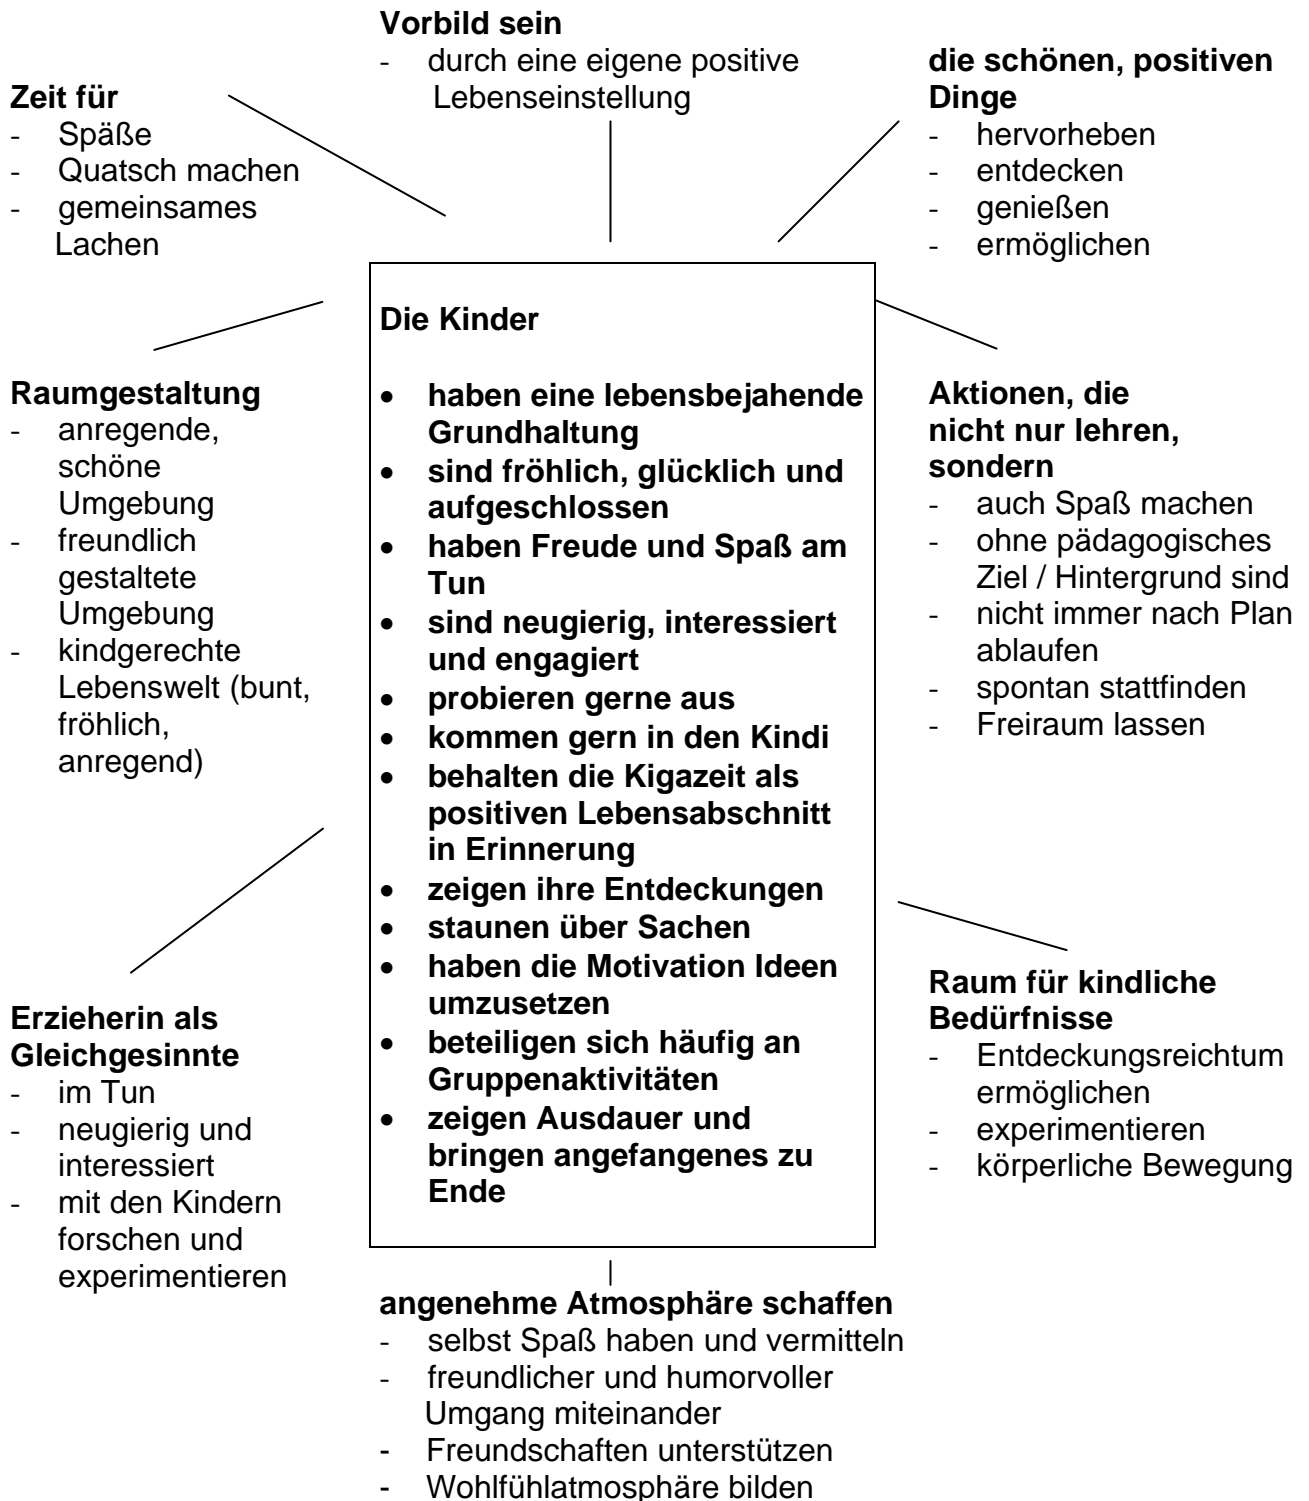 Vorbild sein
- durch eine eigene positive
Lebenseinstellung
die schönen, positiven
Dinge
- hervorheben
- entdecken
- genießen
- ermöglichen
Zeit für
- Späße
- Quatsch machen
- gemeinsames
Lachen
Die Kinder
• haben eine lebensbejahende
Grundhaltung
• sind fröhlich, glücklich und
aufgeschlossen
• haben Freude und Spaß am
Tun
• sind neugierig, interessiert
und engagiert
• probieren gerne aus
• kommen gern in den Kindi
• behalten die Kigazeit als
positiven Lebensabschnitt
in Erinnerung
• zeigen ihre Entdeckungen
• staunen über Sachen
• haben die Motivation Ideen
umzusetzen
• beteiligen sich häufig an
Gruppenaktivitäten
• zeigen Ausdauer und
bringen angefangenes zu
Ende
Raumgestaltung
- anregende,
schöne
Umgebung
- freundlich
gestaltete
Umgebung
- kindgerechte
Lebenswelt (bunt,
fröhlich,
anregend)
Aktionen, die
nicht nur lehren,
sondern
- auch Spaß machen
- ohne pädagogisches
Ziel / Hintergrund sind
- nicht immer nach Plan
ablaufen
- spontan stattfinden
- Freiraum lassen
Erzieherin als
Gleichgesinnte
- im Tun
- neugierig und
interessiert
- mit den Kindern
forschen und
experimentieren
Raum für kindliche
Bedürfnisse
- Entdeckungsreichtum
ermöglichen
- experimentieren
- körperliche Bewegung
angenehme Atmosphäre schaffen
- selbst Spaß haben und vermitteln
- freundlicher und humorvoller
Umgang miteinander
- Freundschaften unterstützen
- Wohlfühlatmosphäre bilden